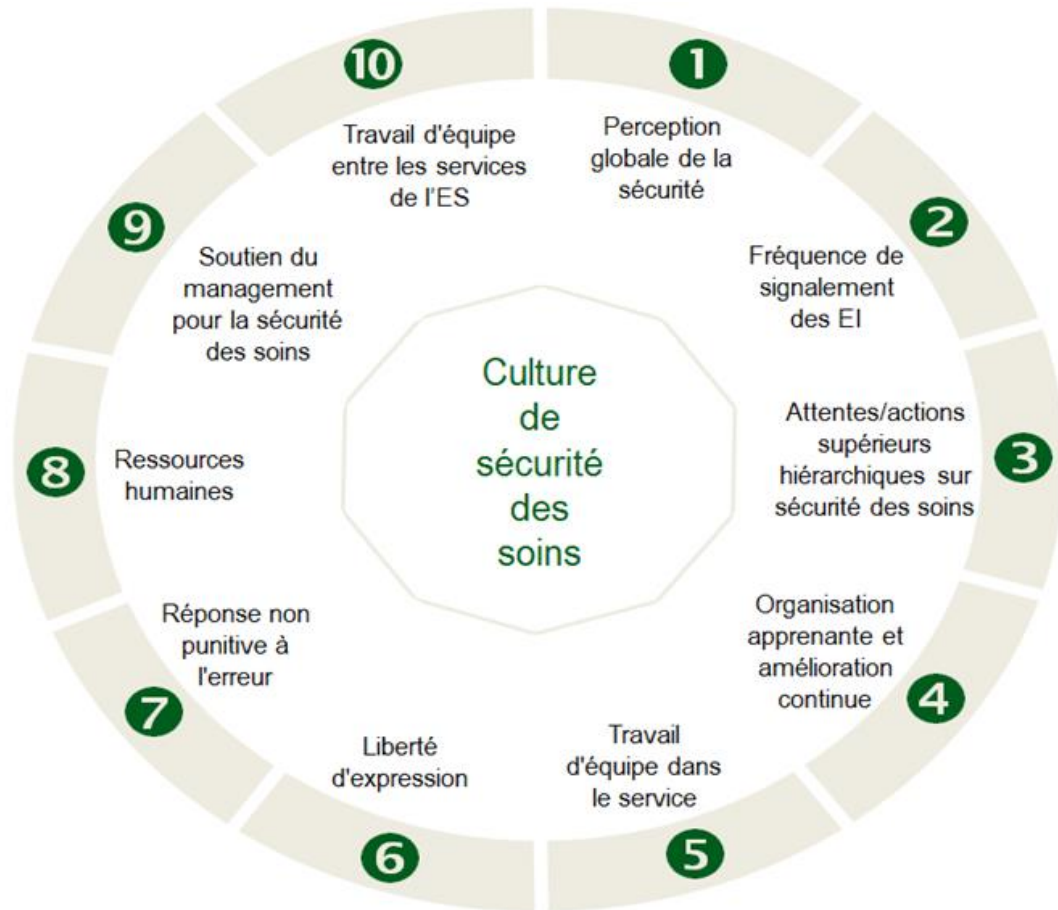 1
Perception
globale de la
sécurité
2
Fréquence de
signalement
des EI
3
Attentes/actions
supérieurs
hiérarchiques sur
sécurité des soins
4
Organisation
apprenante et
amélioration
continue
5
Travail
d'équipe dans
le service
6
Liberté
d'expression
7
Réponse non
punitive à
l'erreur
8
Ressources
humaines
9
Soutien du
management
pour la sécurité
des soins
10
Travail d'équipe
entre les services
de l'ES
Culture
de
sécurité
des
soins